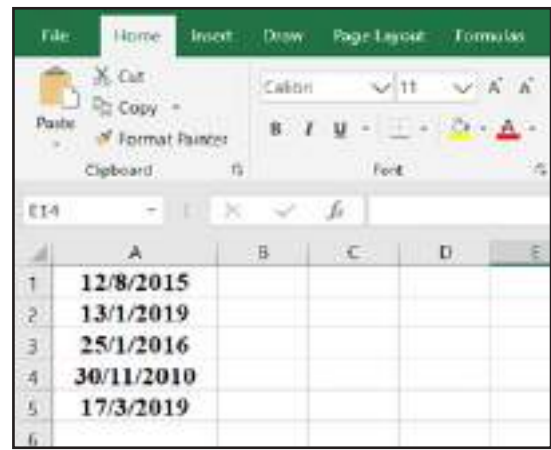 File Home Insert Draw Page Layout Formulas
Cut
Copy
Format Painter
Paste
Calibri 11 A A
B I U A
Clipboard Font
E14 fx
A B C D E
1 12/8/2015
2 13/1/2019
3 25/1/2016
4 30/11/2010
5 17/3/2019
6